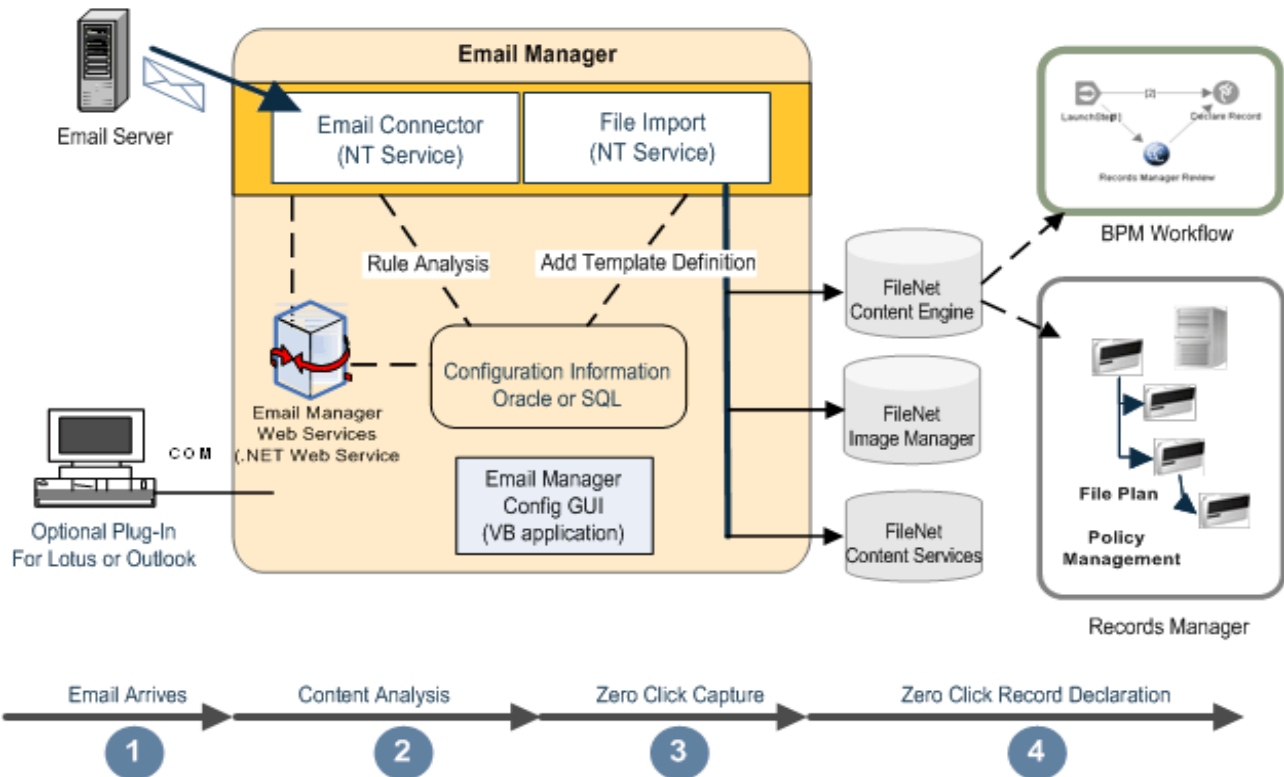 Email Server
Email Manager
Email Connector
(NT Service)
File Import
(NT Service)
Rule Analysis
Add Template Definition
Configuration Information
Oracle or SQL
Email Manager
Web Services
(.NET Web Service
COM
Optional Plug-In
For Lotus or Outlook
Email Manager
Config GUI
(VB application)
FileNet
Content Engine
FileNet
Image Manager
FileNet
Content Services
[2]
Declare Record
Records Manager Review
BPM Workflow
File Plan
Policy
Management
Records Manager
Email Arrives
Content Analysis
Zero Click Capture
Zero Click Record Declaration
1
2
3
4